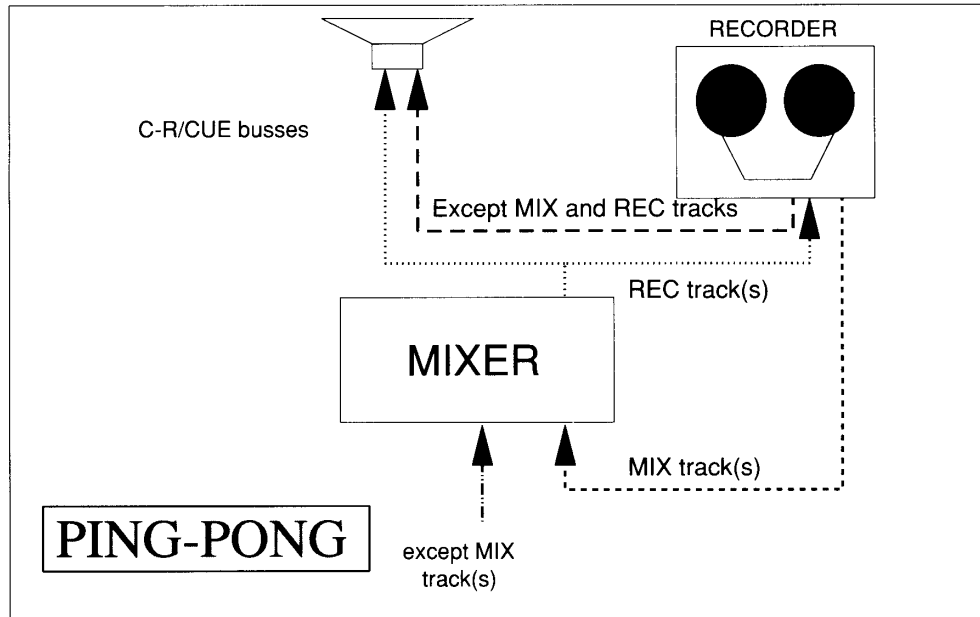 RECORDER
C-R/CUE busses
Except MIX and REC tracks
REC track(s)
MIXER
MIX track(s)
PING-PONG
except MIX
track(s)